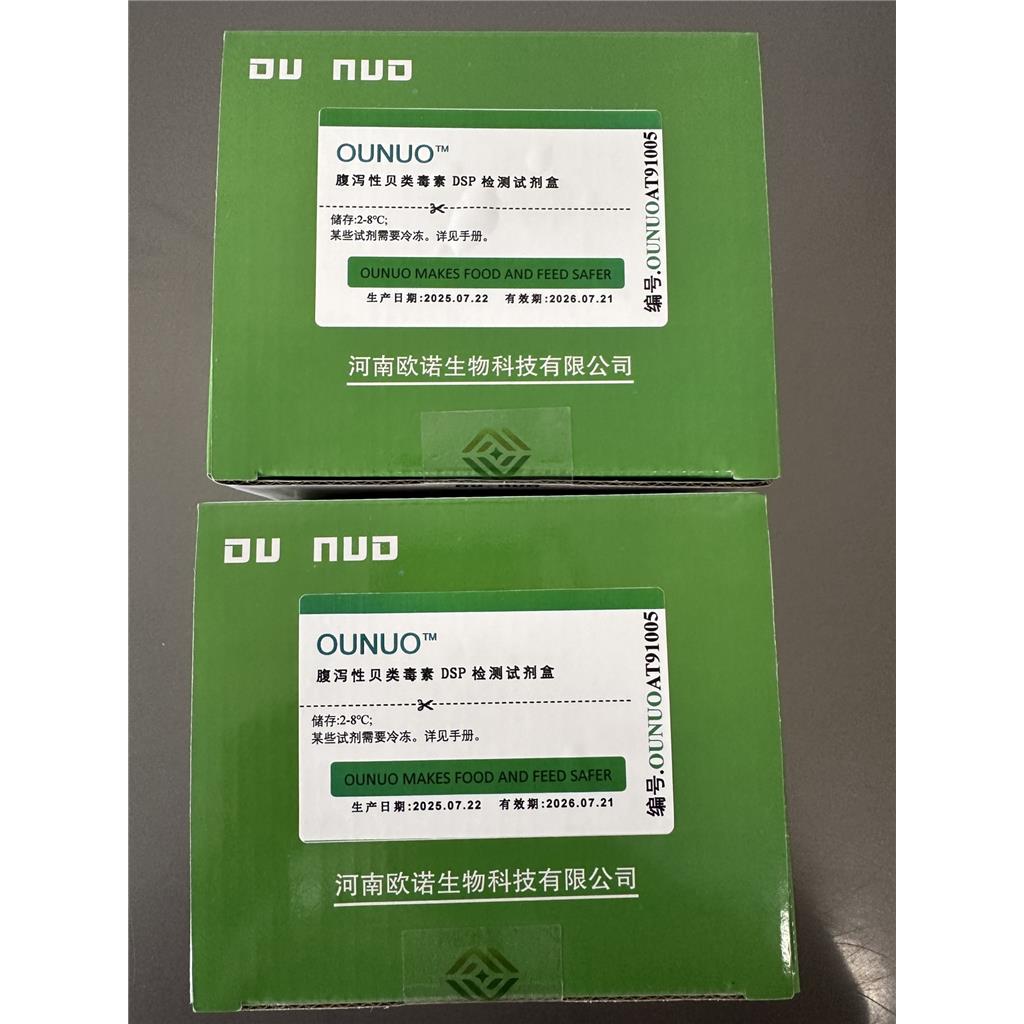 OU NUO
OUNUO™
腹泻性贝类毒素 DSP 检测试剂盒
储存:2-8℃;
某些试剂需要冷冻。详见手册。
OUNUO MAKES FOOD AND FEED SAFER
生产日期:2025.07.22 有效期:2026.07.21
编号.OUNUOAT91005
河南欧诺生物科技有限公司
OU NUO
OUNUO™
腹泻性贝类毒素 DSP 检测试剂盒
储存:2-8℃;
某些试剂需要冷冻。详见手册。
OUNUO MAKES FOOD AND FEED SAFER
生产日期:2025.07.22 有效期:2026.07.21
编号.OUNUOAT91005
河南欧诺生物科技有限公司